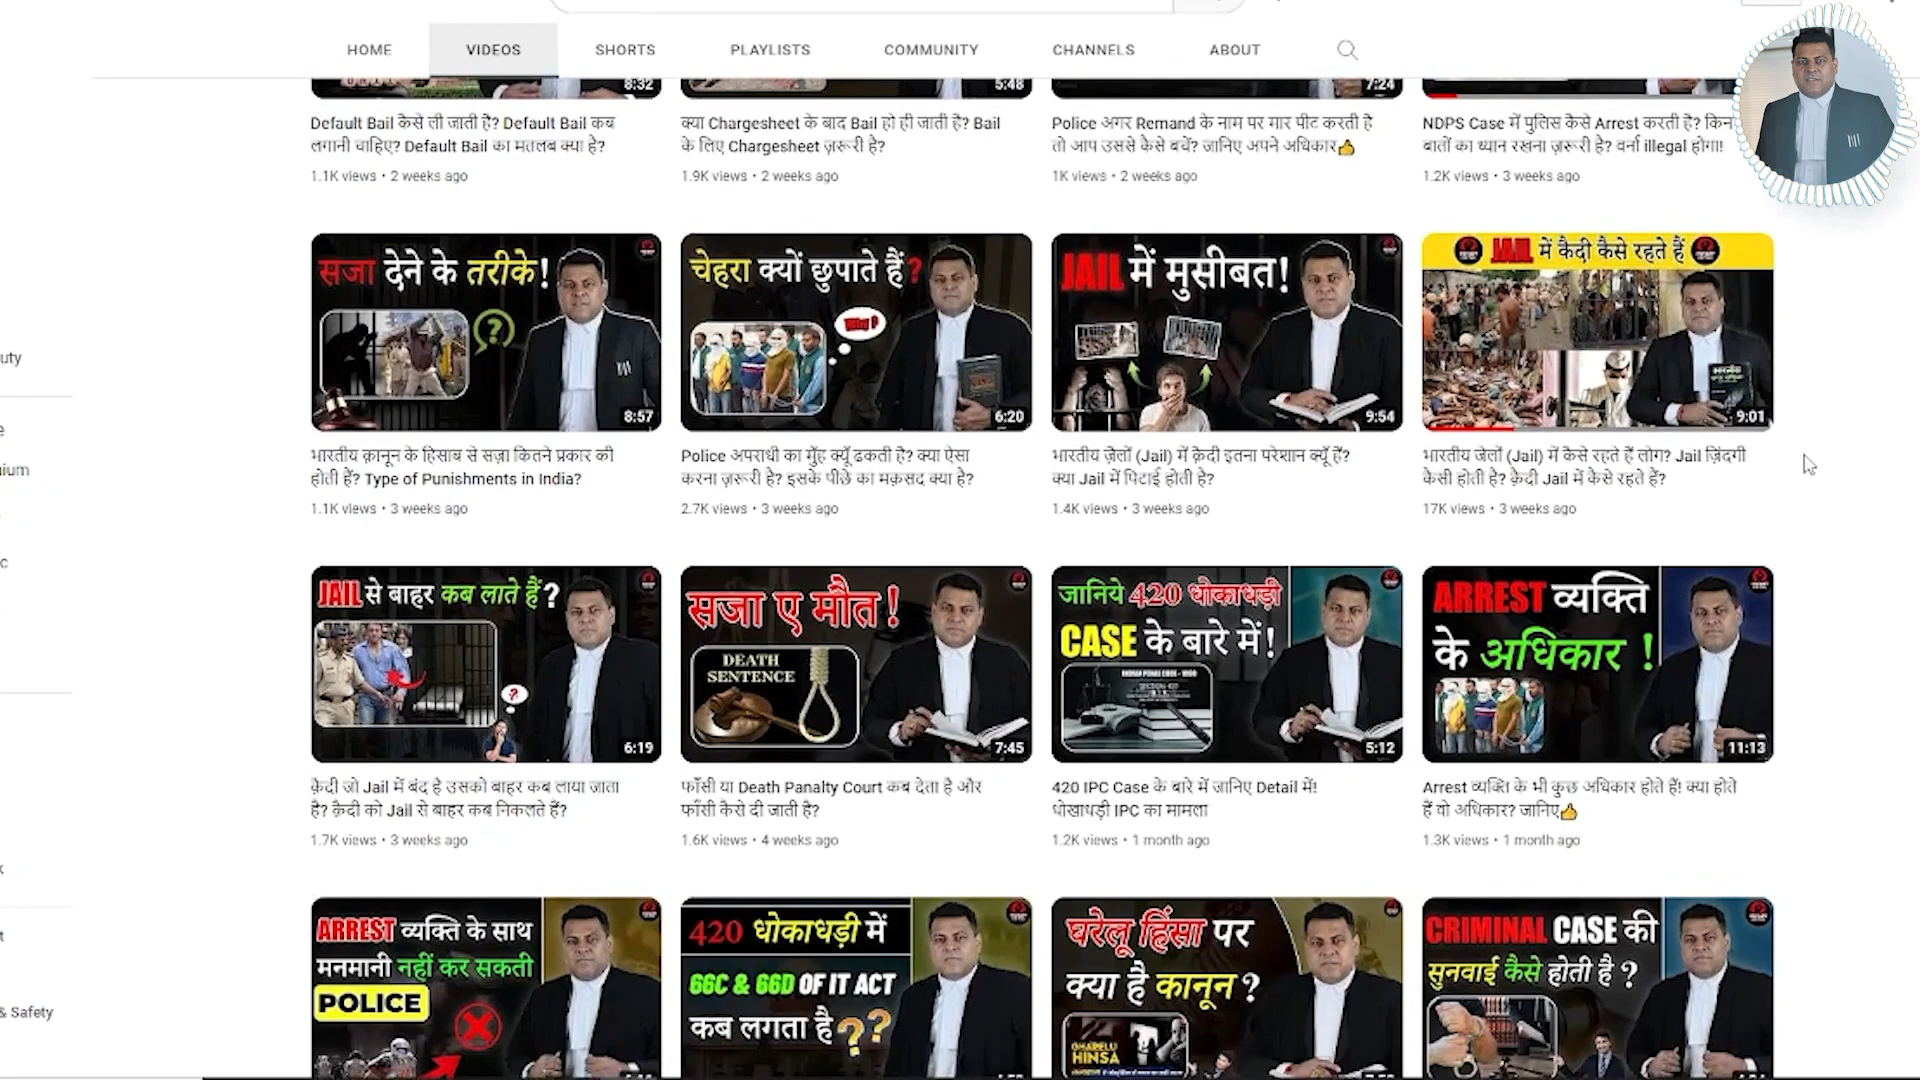 HOME VIDEOS SHORTS PLAYLISTS COMMUNITY CHANNELS ABOUT
8:32
5:48
7:24
Default Bail कैसे ली जाती है? Default Bail कब
लगानी चाहिए? Default Bail का मतलब क्या है?
1.1K views • 2 weeks ago
क्या Chargesheet के बाद Bail हो ही जाती है? Bail
के लिए Chargesheet ज़रूरी है?
1.9K views • 2 weeks ago
Police अगर Remand के नाम पर मार पीट करती है
तो आप उससे कैसे बचें? जानिए अपने अधिकार👍
1K views • 2 weeks ago
NDPS Case में पुलिस कैसे Arrest करती है? किन
बातों का ध्यान रखना ज़रूरी है? वर्ना illegal होगा!
1.2K views • 3 weeks ago
सजा देने के तरीके!
8:57
भारतीय क़ानून के हिसाब से सज़ा कितने प्रकार की
होती हैं? Type of Punishments in India?
1.1K views • 3 weeks ago
चेहरा क्यों छुपाते हैं?
Why?
6:20
Police अपराधी का मुँह क्यूँ ढकती है? क्या ऐसा
करना ज़रूरी है? इसके पीछे का मक़सद क्या है?
2.7K views • 3 weeks ago
JAIL में मुसीबत!
9:54
भारतीय ज़ेलों (Jail) में क़ैदी इतना परेशान क्यूँ हैं?
क्या Jail में पिटाई होती है?
1.4K views • 3 weeks ago
JAIL में कैदी कैसे रहते हैं
9:01
भारतीय जेलों (Jail) में कैसे रहते हैं लोग? Jail ज़िंदगी
कैसी होती है? क़ैदी Jail में कैसे रहते हैं?
17K views • 3 weeks ago
JAIL से बाहर कब लाते हैं?
?
6:19
क़ैदी जो Jail में बंद है उसको बाहर कब लाया जाता
है? क़ैदी को Jail से बाहर कब निकलते हैं?
1.7K views • 3 weeks ago
सजा ए मौत!
DEATH
SENTENCE
7:45
फाँसी या Death Panalty Court कब देता है और
फाँसी कैसे दी जाती है?
1.6K views • 4 weeks ago
जानिये 420 धोकाधड़ी
CASE के बारे में!
INDIAN PENAL CODE - 1860
5:12
420 IPC Case के बारे में जानिए Detail में!
धोखाधड़ी IPC का मामला
1.2K views • 1 month ago
ARREST व्यक्ति
के अधिकार !
11:13
Arrest व्यक्ति के भी कुछ अधिकार होते हैं! क्या होते
हैं वो अधिकार? जानिए👍
1.3K views • 1 month ago
ARREST व्यक्ति के साथ
मनमानी नहीं कर सकती
POLICE
420 धोकाधड़ी में
66C & 66D OF IT ACT
कब लगता है??
घरेलू हिंसा पर
क्या है कानून?
GHARELU
HINSA
CRIMINAL CASE की
सुनवाई कैसे होती है?
uty
e
ium
c
k
t
& Safety